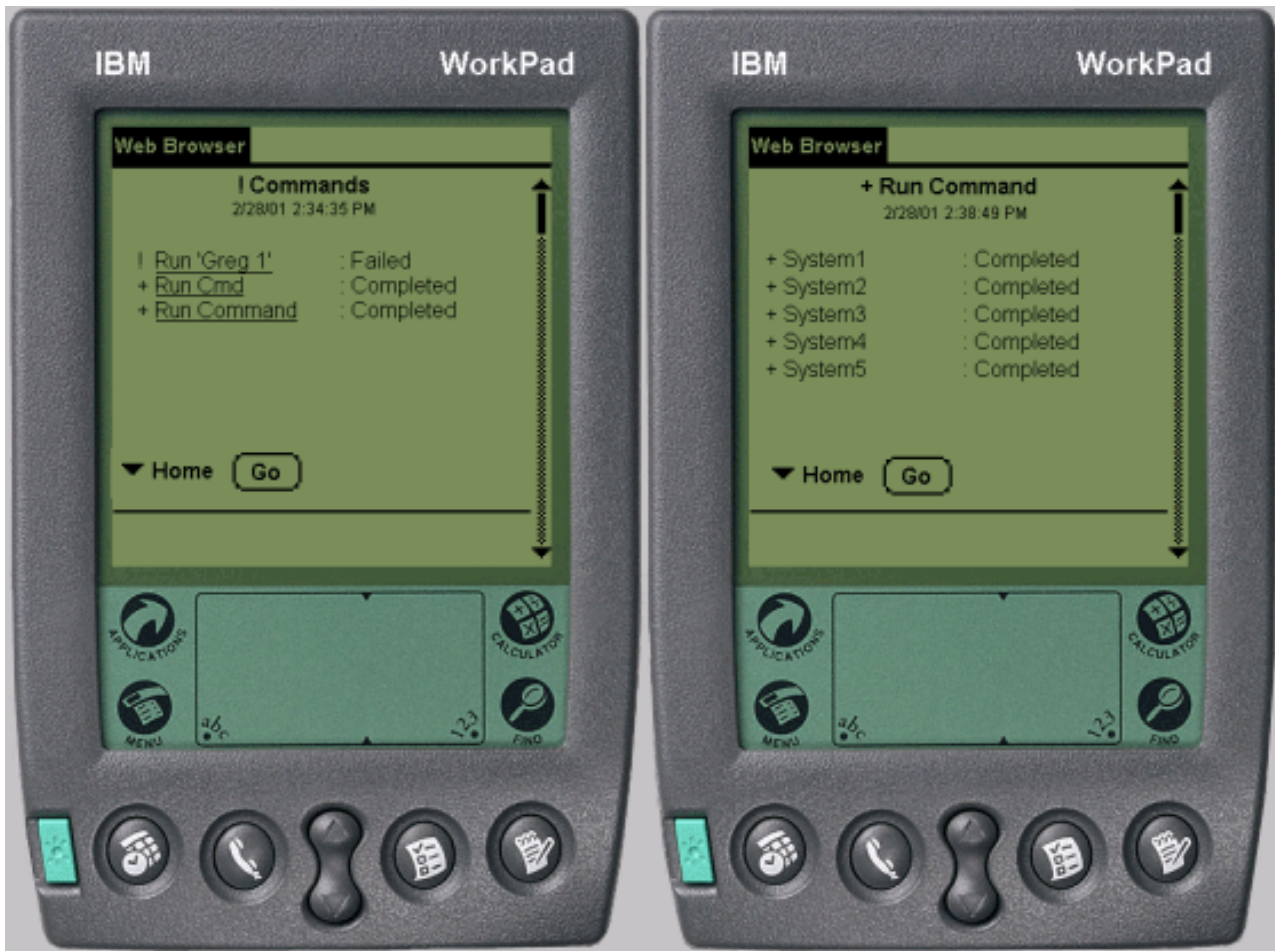 IBM WorkPad
Web Browser
! Commands
2/28/01 2:34:35 PM
! Run 'Greg 1' : Failed
+ Run Cmd : Completed
+ Run Command : Completed
Home Go
APPLICATIONS
CALCULATOR
MENU
abc
123
FIND
IBM WorkPad
Web Browser
+ Run Command
2/28/01 2:38:49 PM
+ System1 : Completed
+ System2 : Completed
+ System3 : Completed
+ System4 : Completed
+ System5 : Completed
Home Go
APPLICATIONS
CALCULATOR
MENU
abc
123
FIND